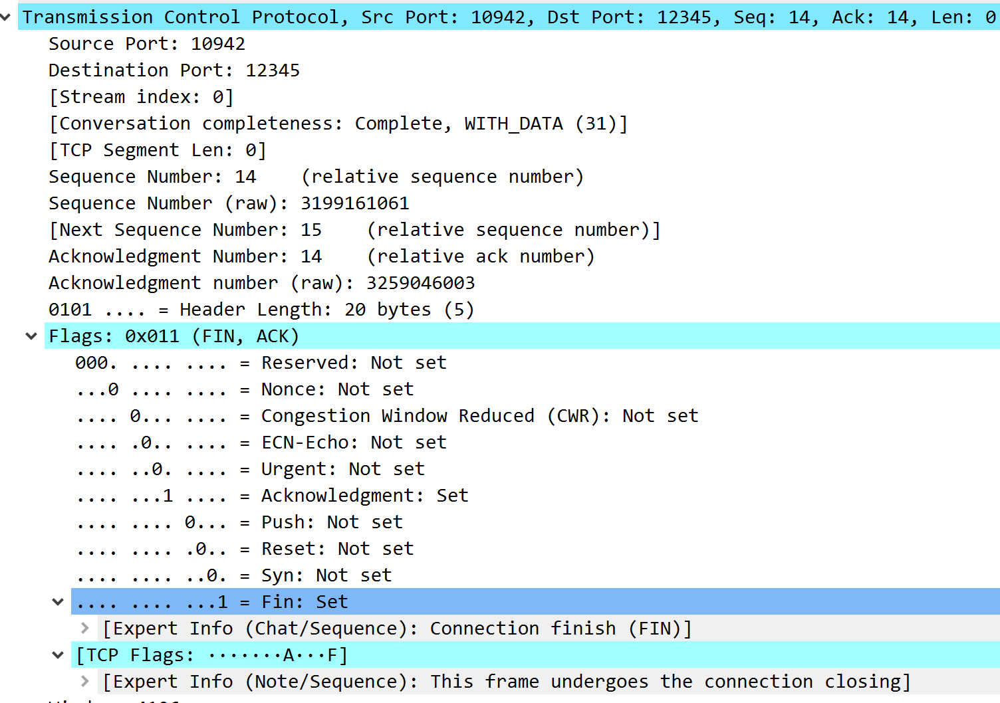 Transmission Control Protocol, Src Port: 10942, Dst Port: 12345, Seq: 14, Ack: 14, Len: 0
Source Port: 10942
Destination Port: 12345
[Stream index: 0]
[Conversation completeness: Complete, WITH_DATA (31)]
[TCP Segment Len: 0]
Sequence Number: 14    (relative sequence number)
Sequence Number (raw): 3199161061
[Next Sequence Number: 15    (relative sequence number)]
Acknowledgment Number: 14    (relative ack number)
Acknowledgment number (raw): 3259046003
0101 .... = Header Length: 20 bytes (5)
Flags: 0x011 (FIN, ACK)
000. .... .... = Reserved: Not set
...0 .... .... = Nonce: Not set
.... 0... .... = Congestion Window Reduced (CWR): Not set
.... .0.. .... = ECN-Echo: Not set
.... ..0. .... = Urgent: Not set
.... ...1 .... = Acknowledgment: Set
.... .... 0... = Push: Not set
.... .... .0.. = Reset: Not set
.... .... ..0. = Syn: Not set
.... .... ...1 = Fin: Set
[Expert Info (Chat/Sequence): Connection finish (FIN)]
[TCP Flags: ·······A···F]
[Expert Info (Note/Sequence): This frame undergoes the connection closing]